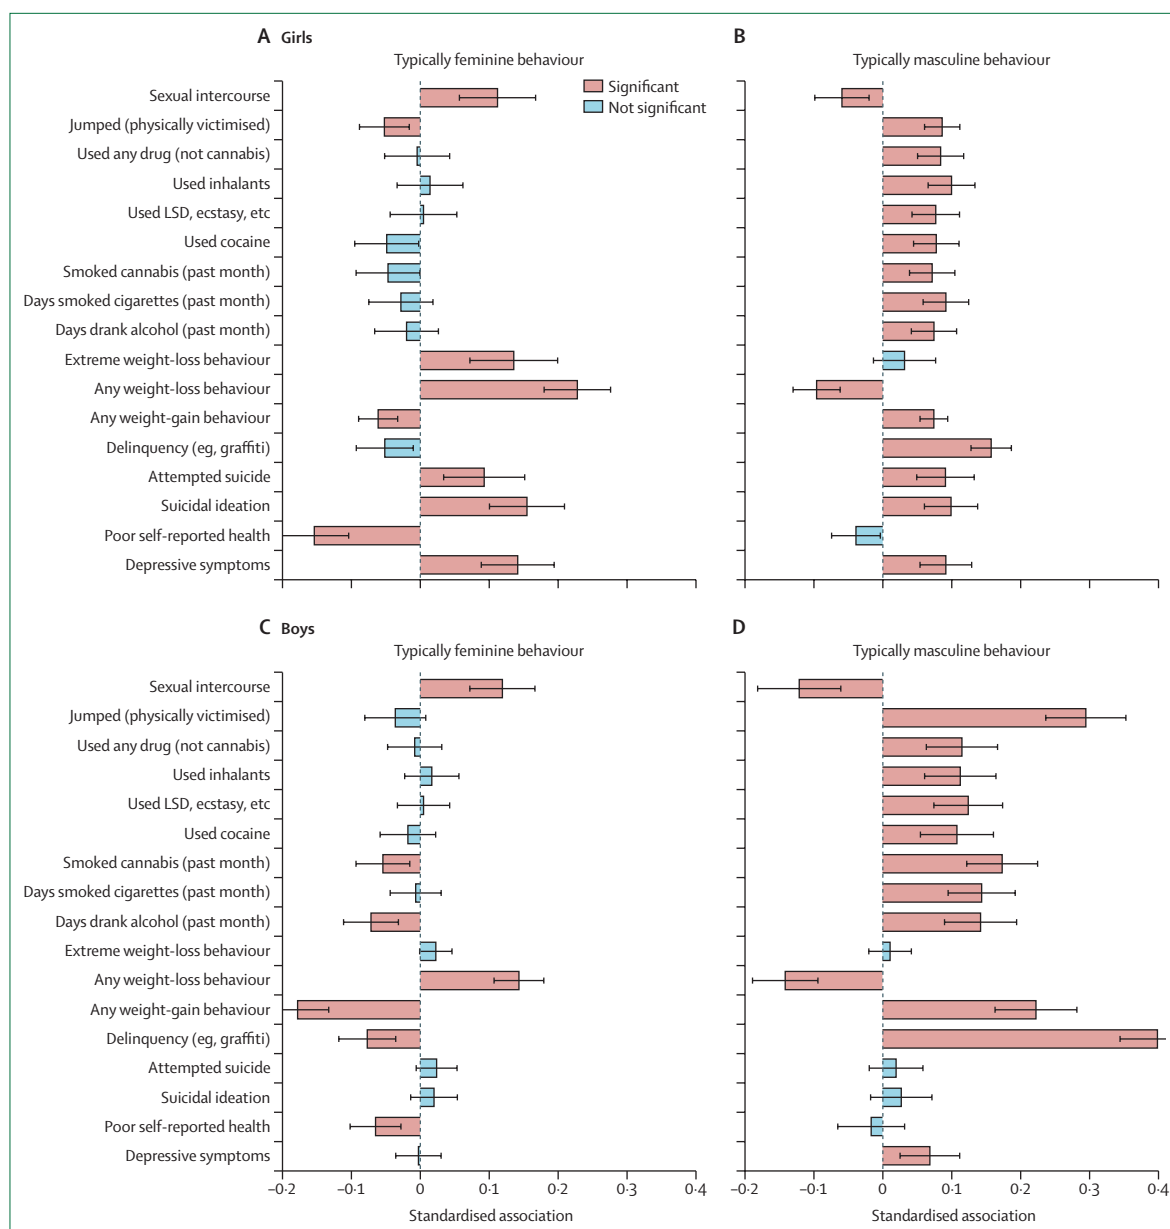 A Girls
B
Typically feminine behaviour
Typically masculine behaviour
Significant
Not significant
Sexual intercourse
Jumped (physically victimised)
Used any drug (not cannabis)
Used inhalants
Used LSD, ecstasy, etc
Used cocaine
Smoked cannabis (past month)
Days smoked cigarettes (past month)
Days drank alcohol (past month)
Extreme weight-loss behaviour
Any weight-loss behaviour
Any weight-gain behaviour
Delinquency (eg, graffiti)
Attempted suicide
Suicidal ideation
Poor self-reported health
Depressive symptoms
C Boys
D
Typically feminine behaviour
Typically masculine behaviour
Sexual intercourse
Jumped (physically victimised)
Used any drug (not cannabis)
Used inhalants
Used LSD, ecstasy, etc
Used cocaine
Smoked cannabis (past month)
Days smoked cigarettes (past month)
Days drank alcohol (past month)
Extreme weight-loss behaviour
Any weight-loss behaviour
Any weight-gain behaviour
Delinquency (eg, graffiti)
Attempted suicide
Suicidal ideation
Poor self-reported health
Depressive symptoms
–0·2 –0·1 0 0·1 0·2 0·3 0·4
–0·2 –0·1 0 0·1 0·2 0·3 0·4
Standardised association
Standardised association